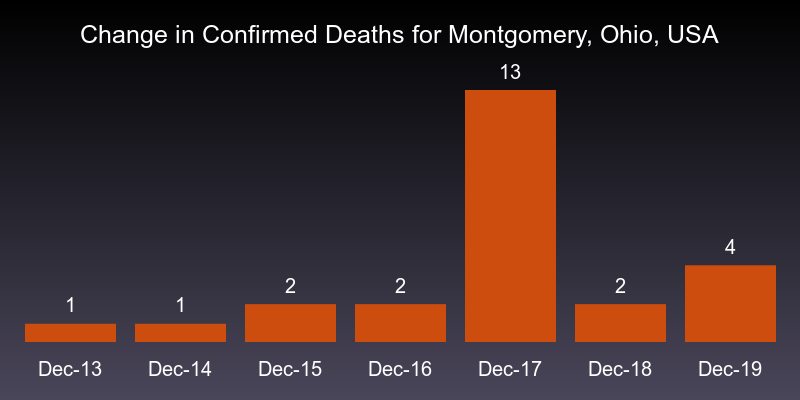 Change in Confirmed Deaths for Montgomery, Ohio, USA
13
4
2 2 2
1 1
Dec-13 Dec-14 Dec-15 Dec-16 Dec-17 Dec-18 Dec-19